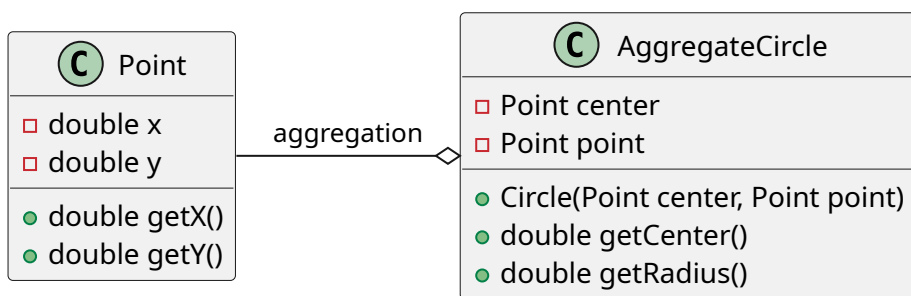 C Point
double x
double y
double getX()
double getY()
aggregation
C AggregateCircle
Point center
Point point
Circle(Point center, Point point)
double getCenter()
double getRadius()